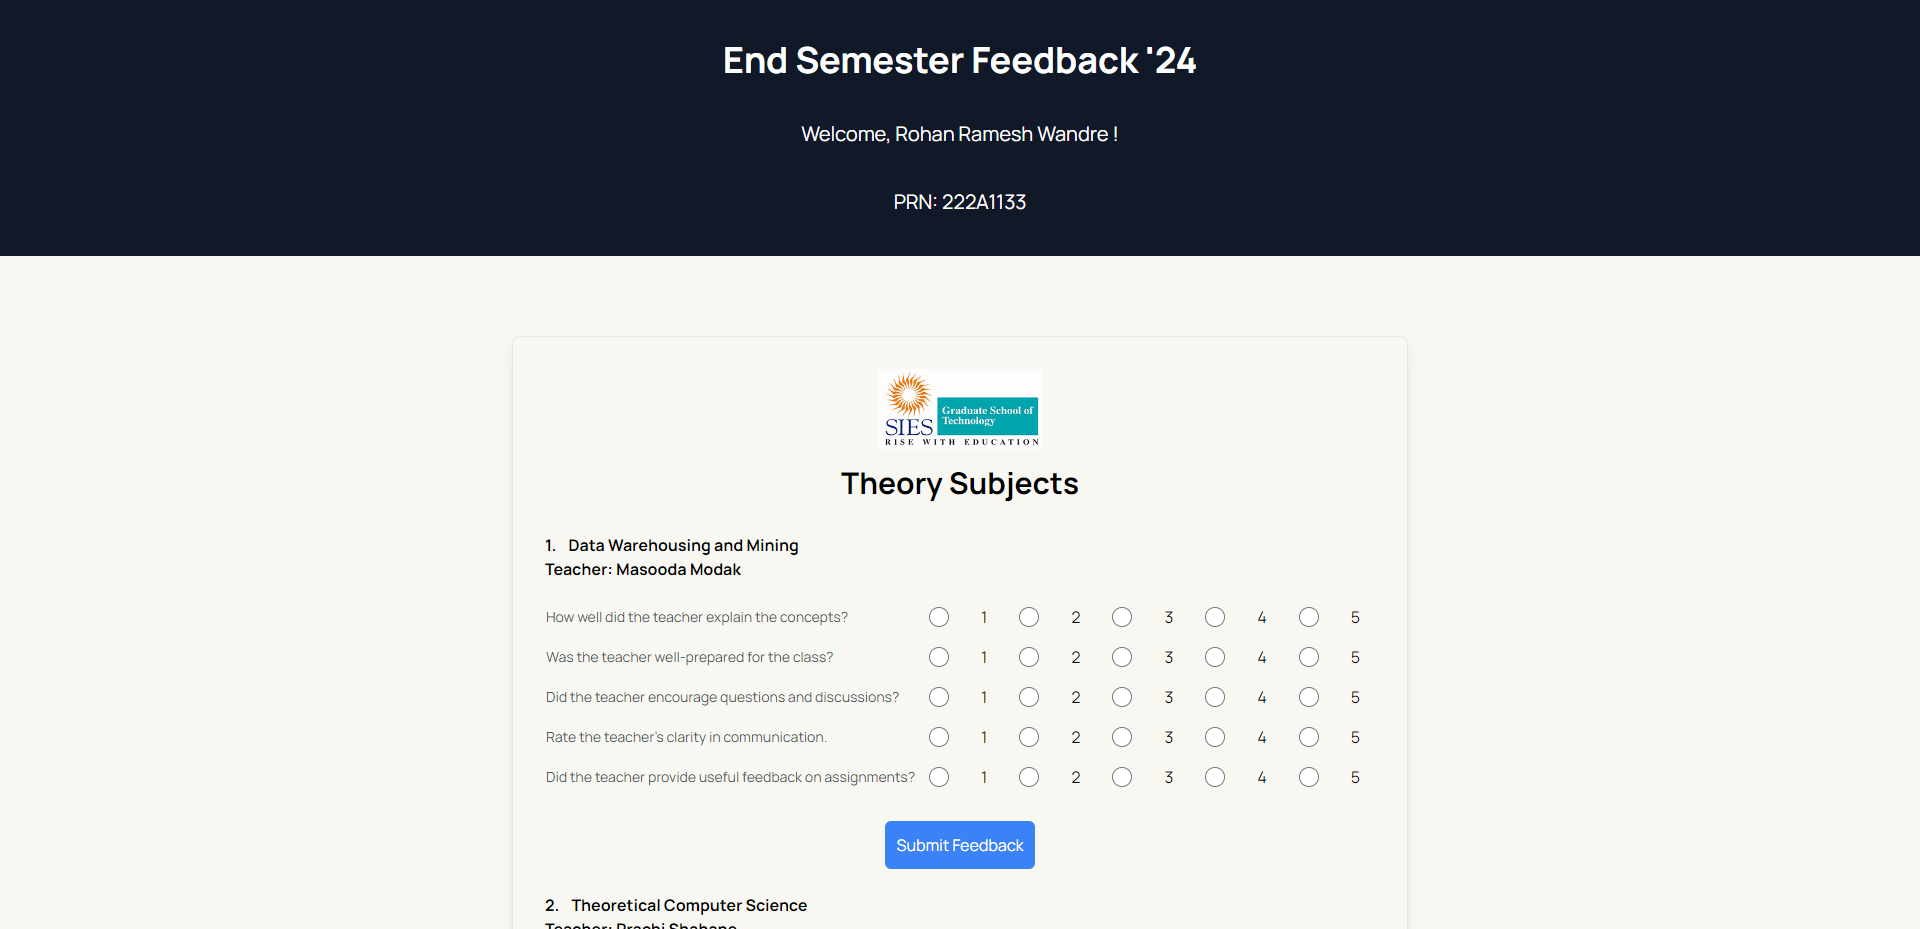 End Semester Feedback '24
Welcome, Rohan Ramesh Wandre !
PRN: 222A1133
SIES
Graduate School of
Technology
RISE WITH EDUCATION
Theory Subjects
1. Data Warehousing and Mining
Teacher: Masooda Modak
How well did the teacher explain the concepts? 1 2 3 4 5
Was the teacher well-prepared for the class? 1 2 3 4 5
Did the teacher encourage questions and discussions? 1 2 3 4 5
Rate the teacher's clarity in communication. 1 2 3 4 5
Did the teacher provide useful feedback on assignments? 1 2 3 4 5
Submit Feedback
2. Theoretical Computer Science
Teacher: Prachi Shahane